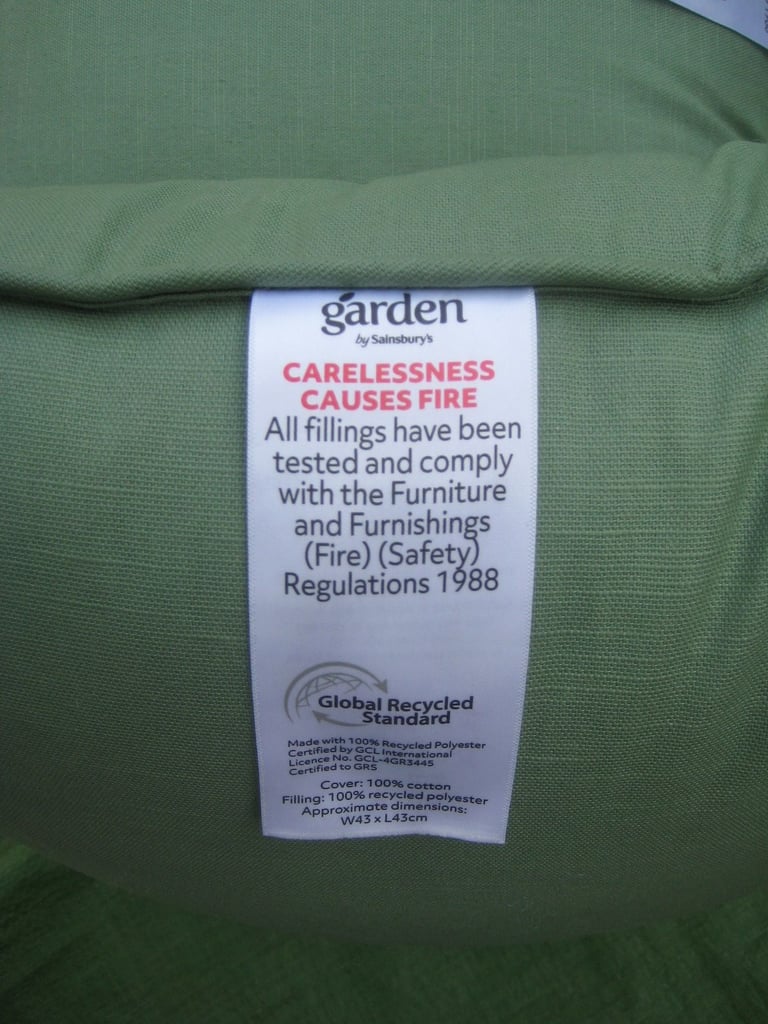 garden
by Sainsbury's
CARELESSNESS
CAUSES FIRE
All fillings have been
tested and comply
with the Furniture
and Furnishings
(Fire) (Safety)
Regulations 1988
Global Recycled
Standard
Made with 100% Recycled Polyester
Certified by GCL International
Licence No. GCL-4GR3445
Certified to GRS
Cover: 100% cotton
Filling: 100% recycled polyester
Approximate dimensions:
W43 x L43cm